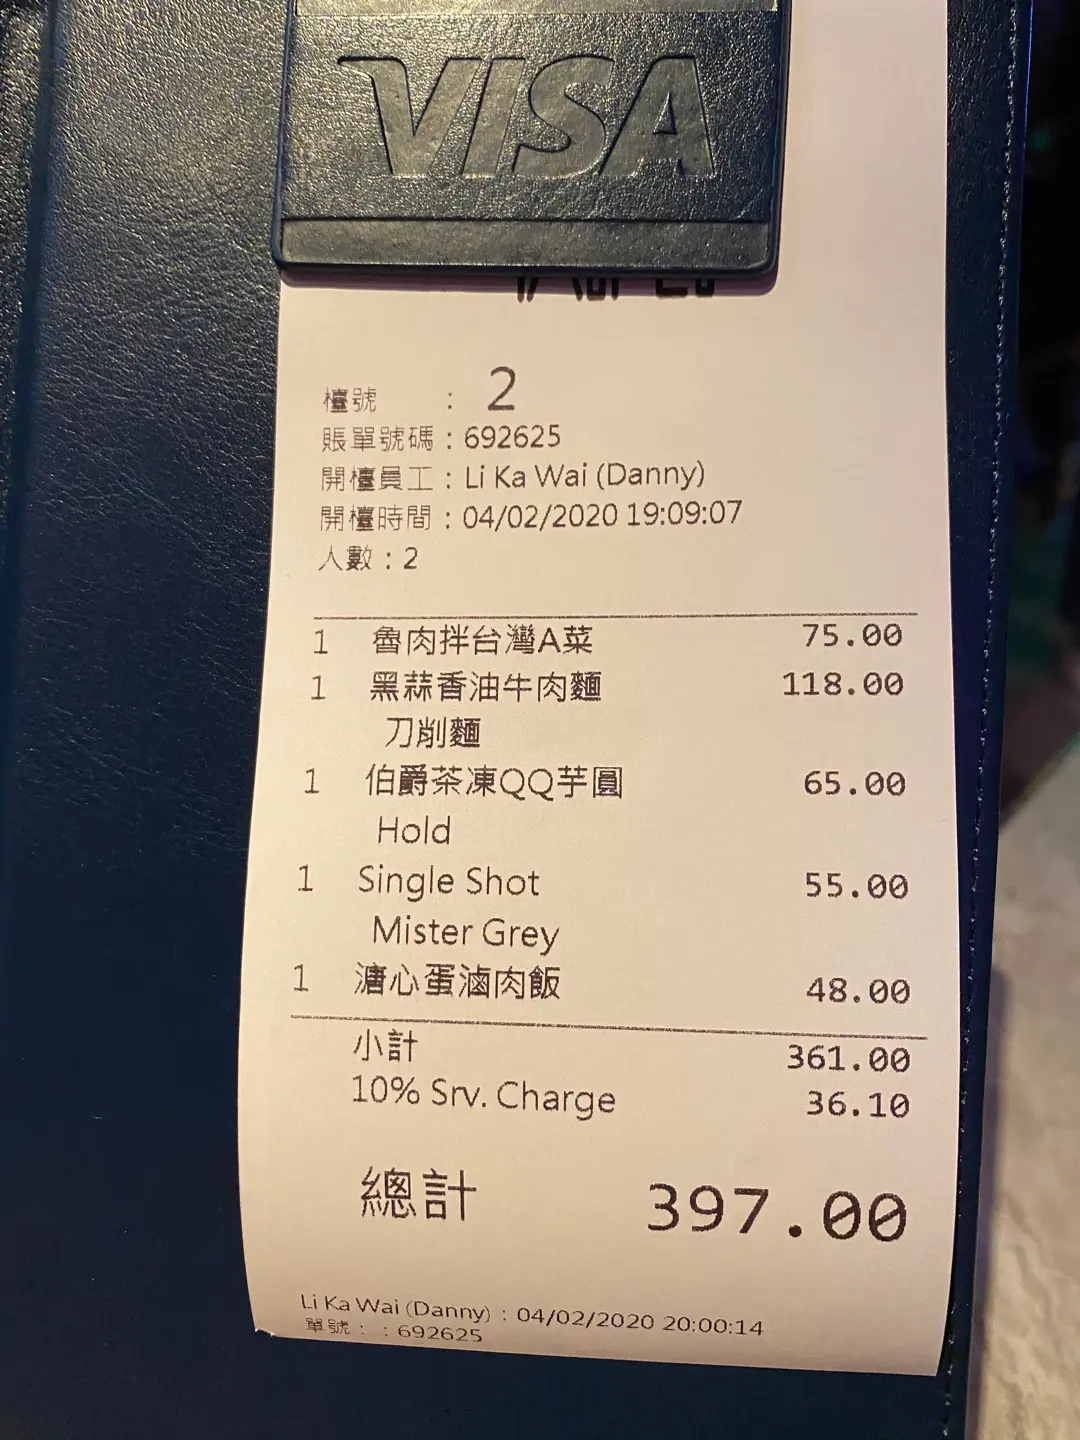 VISA
檯號 : 2
賬單號碼 : 692625
開檯員工 : Li Ka Wai (Danny)
開檯時間 : 04/02/2020 19:09:07
人數 : 2
1 魯肉拌台灣A菜 75.00
1 黑蒜香油牛肉麵 118.00
刀削麵
1 伯爵茶凍QQ芋圓 65.00
Hold
1 Single Shot 55.00
Mister Grey
1 溏心蛋滷肉飯 48.00
小計 361.00
10% Srv. Charge 36.10
總計 397.00
Li Ka Wai (Danny) : 04/02/2020 20:00:14
單號 : : 692625